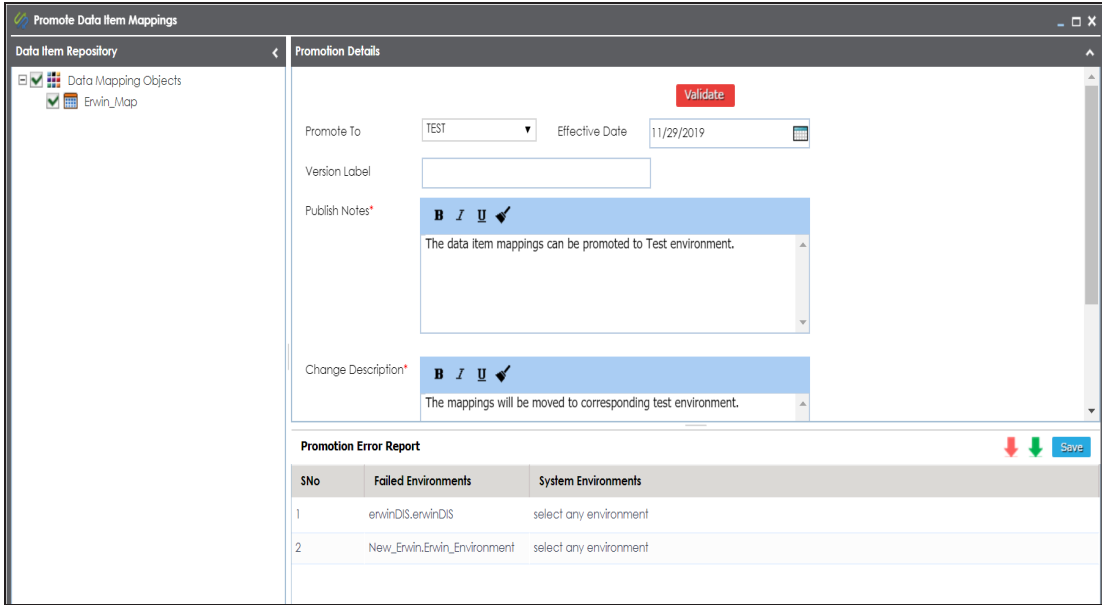 Promote Data Item Mappings
Data Item Repository
Promotion Details
Data Mapping Objects
Erwin_Map
Validate
Promote To TEST Effective Date 11/29/2019
Version Label
Publish Notes*
B I U
The data item mappings can be promoted to Test environment.
Change Description*
B I U
The mappings will be moved to corresponding test environment.
Promotion Error Report Save
SNo Failed Environments System Environments
1 erwinDIS.erwinDIS select any environment
2 New_Erwin.Erwin_Environment select any environment